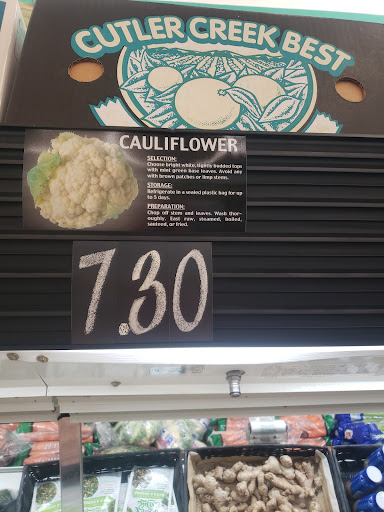 CUTLER CREEK BEST
CAULIFLOWER
SELECTION:
Choose bright white, tightly budded tops
with mint green base leaves. Avoid any
with brown patches or limp stems.
STORAGE:
Refrigerate in a sealed plastic bag for up
to 5 days.
PREPARATION:
Chop off stem and leaves. Wash thor-
oughly. Eat raw, steamed, boiled,
sauteed, or fried.
7.30